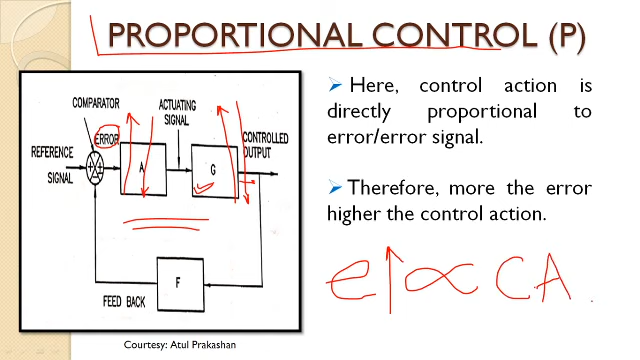 PROPORTIONAL CONTROL (P)
COMPARATOR
ERROR
ACTUATING
SIGNAL
CONTROLLED
OUTPUT
REFERENCE
SIGNAL
A
G
F
FEED BACK
Courtesy: Atul Prakashan
Here, control action is
directly proportional to
error/error signal.
Therefore, more the error
higher the control action.
e↑ ∝ CA